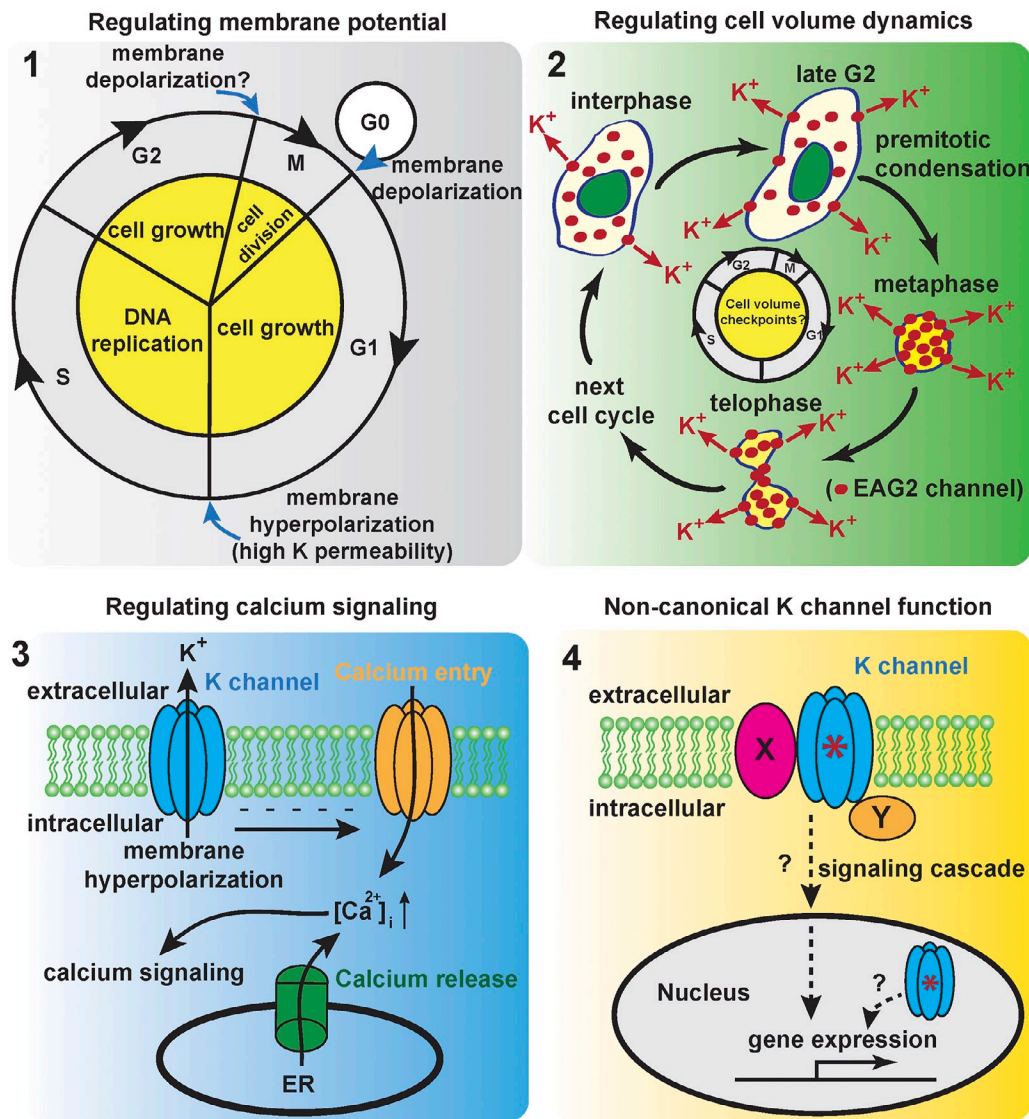 Regulating membrane potential
1
membrane
depolarization?
G0
G2
M
membrane
depolarization
cell growth
cell
division
DNA
replication
cell growth
G1
S
membrane
hyperpolarization
(high K permeability)
Regulating cell volume dynamics
2
late G2
interphase
K⁺
K⁺
K⁺
premitotic
condensation
K⁺
K⁺
K⁺
G2
M
metaphase
Cell volume
checkpoints?
K⁺
K⁺
S
G1
K⁺
K⁺
next
cell cycle
telophase
K⁺
K⁺
(EAG2 channel)
K⁺
K⁺
Regulating calcium signaling
3
K⁺
K channel
Calcium entry
extracellular
intracellular
- - - - - -
membrane
hyperpolarization
[Ca²⁺]ᵢ
calcium signaling
Calcium release
ER
Non-canonical K channel function
4
K channel
extracellular
X
*
intracellular
Y
?
signaling cascade
Nucleus
?
*
gene expression